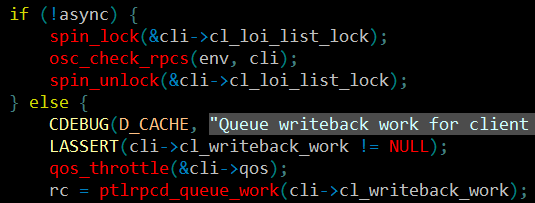 if (!async) {
spin_lock(&cli->cl_loi_list_lock);
osc_check_rpcs(env, cli);
spin_unlock(&cli->cl_loi_list_lock);
} else {
CDEBUG(D_CACHE, "Queue writeback work for client
LASSERT(cli->cl_writeback_work != NULL);
qos_throttle(&cli->qos);
rc = ptlrpcd_queue_work(cli->cl_writeback_work);